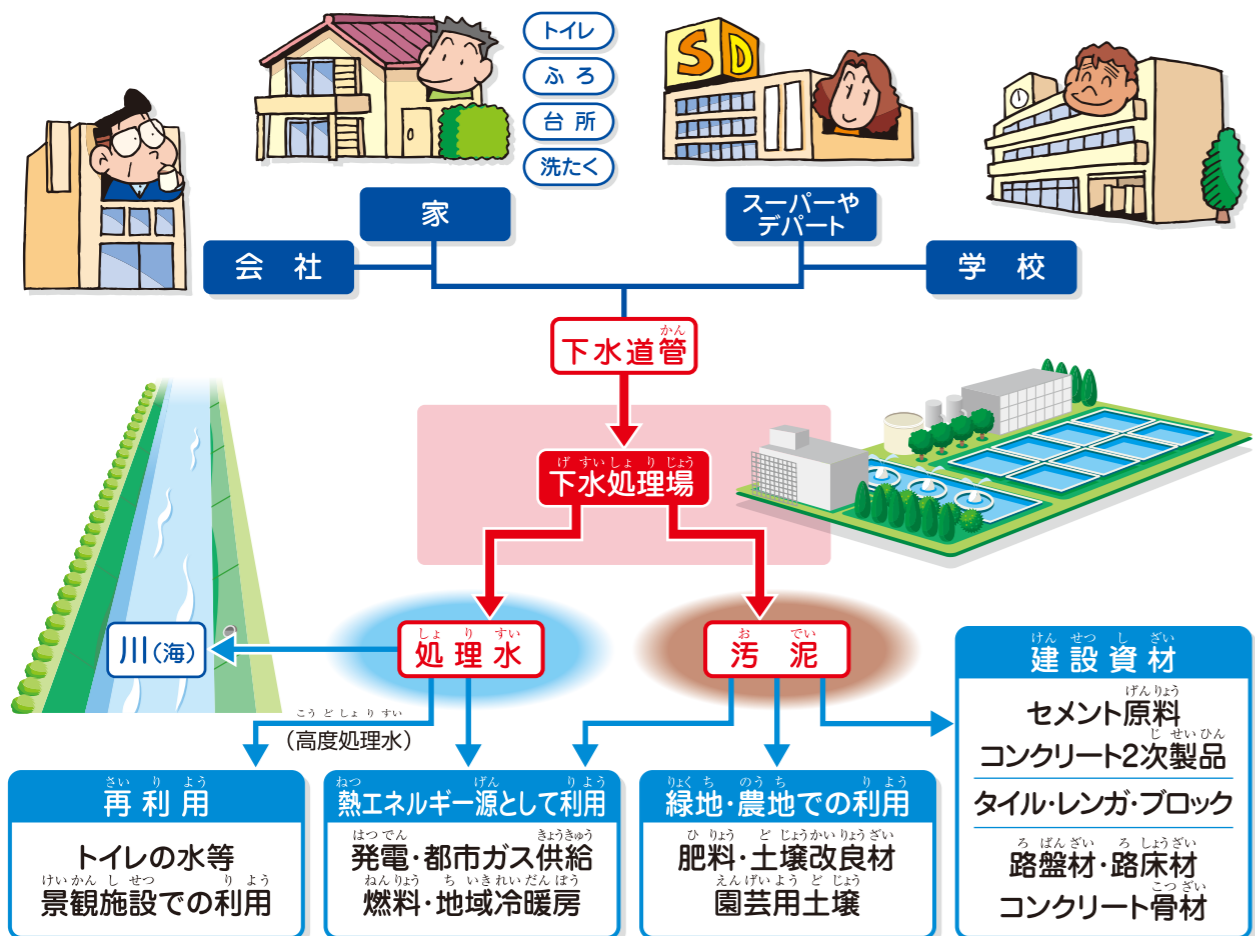 トイレ
ふろ
台所
洗たく
SD
家
スーパーや
デパート
会社
学校
かん
下水道管
げすいしょりじょう
下水処理場
しょりすい
処理水
おでい
汚泥
川(海)
こうどしょりすい
(高度処理水)
さいりよう
再利用
トイレの水等
けいかんしせつ りよう
景観施設での利用
ねつ げん りよう
熱エネルギー源として利用
はつでん きょうきゅう
発電・都市ガス供給
ねんりょう ちいきれいだんぼう
燃料・地域冷暖房
りょくち のうち りよう
緑地・農地での利用
ひりょう どじょうかいりょうざい
肥料・土壌改良材
えんげいようどじょう
園芸用土壌
けんせつしざい
建設資材
げんりょう
セメント原料
じせいひん
コンクリート2次製品
タイル・レンガ・ブロック
ろばんざい ろしょうざい
路盤材・路床材
こつざい
コンクリート骨材